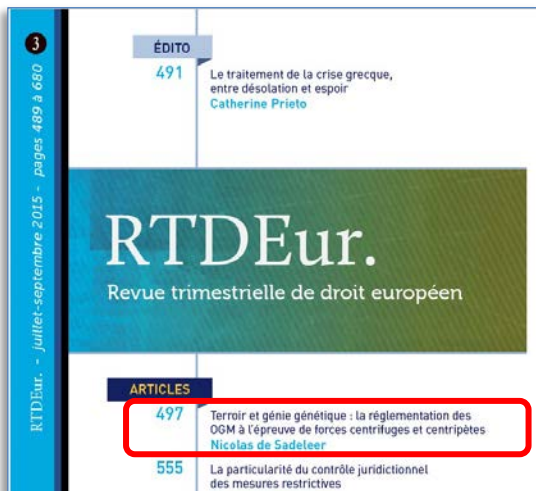 3
RTDEur. - juillet-septembre 2015 - pages 489 à 680
ÉDITO
491
Le traitement de la crise grecque,
entre désolation et espoir
Catherine Prieto
RTDEur.
Revue trimestrielle de droit européen
ARTICLES
497
Terroir et génie génétique : la réglementation des
OGM à l'épreuve de forces centrifuges et centripètes
Nicolas de Sadeleer
555
La particularité du contrôle juridictionnel
des mesures restrictives